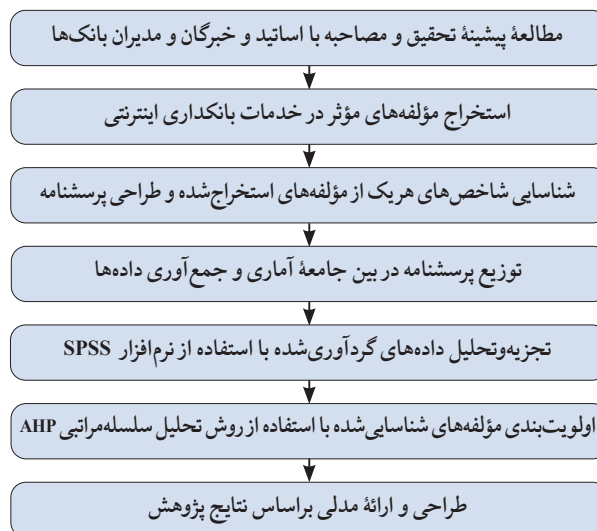 مطالعهٔ پیشینهٔ تحقیق و مصاحبه با اساتید و خبرگان و مدیران بانک‌ها
استخراج مؤلفه‌های مؤثر در خدمات بانکداری اینترنتی
شناسایی شاخص‌های هریک از مؤلفه‌های استخراج‌شده و طراحی پرسشنامه
توزیع پرسشنامه در بین جامعهٔ آماری و جمع‌آوری داده‌ها
تجزیه‌وتحلیل داده‌های گردآوری‌شده با استفاده از نرم‌افزار SPSS
اولویت‌بندی مؤلفه‌های شناسایی‌شده با استفاده از روش تحلیل سلسله‌مراتبی AHP
طراحی و ارائهٔ مدلی براساس نتایج پژوهش